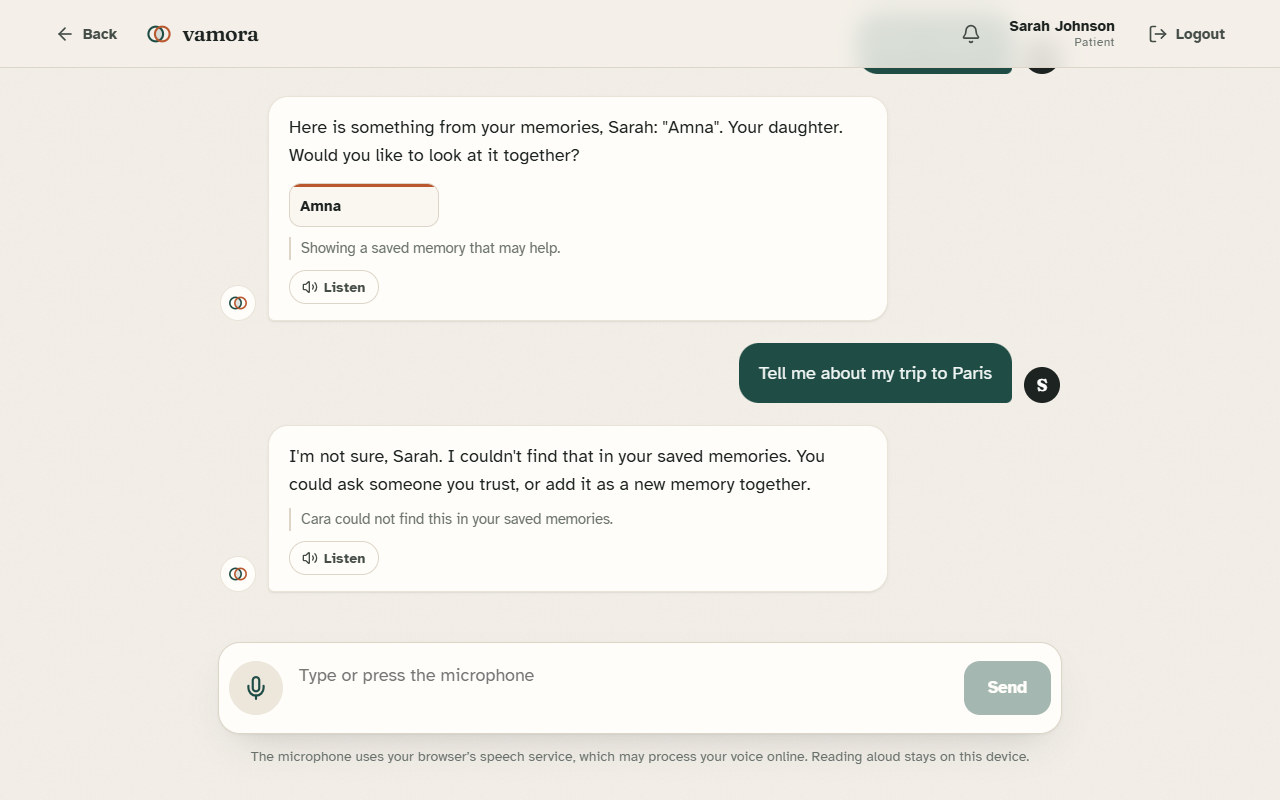 Back
vamora
Sarah Johnson
Patient
Logout
Here is something from your memories, Sarah: "Amna". Your daughter.
Would you like to look at it together?
Amna
Showing a saved memory that may help.
Listen
Tell me about my trip to Paris
S
I'm not sure, Sarah. I couldn't find that in your saved memories. You
could ask someone you trust, or add it as a new memory together.
Cara could not find this in your saved memories.
Listen
Type or press the microphone
Send
The microphone uses your browser’s speech service, which may process your voice online. Reading aloud stays on this device.